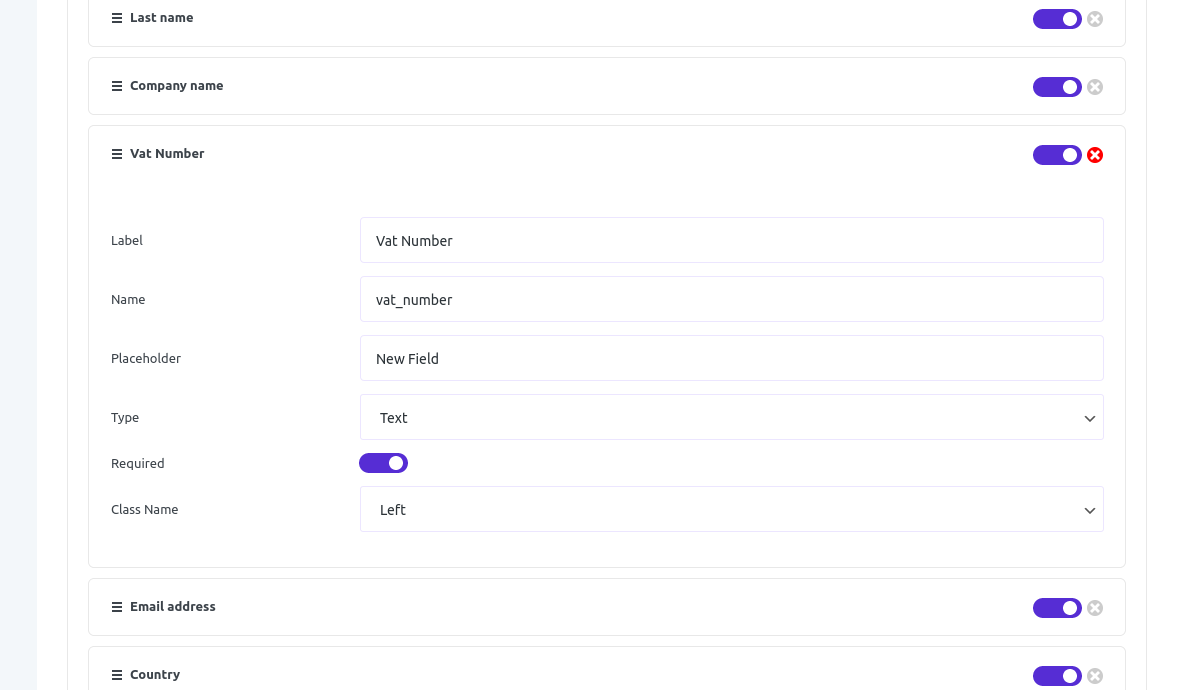 Last name
Company name
Vat Number
Label
Vat Number
Name
vat_number
Placeholder
New Field
Type
Text
Required
Class Name
Left
Email address
Country